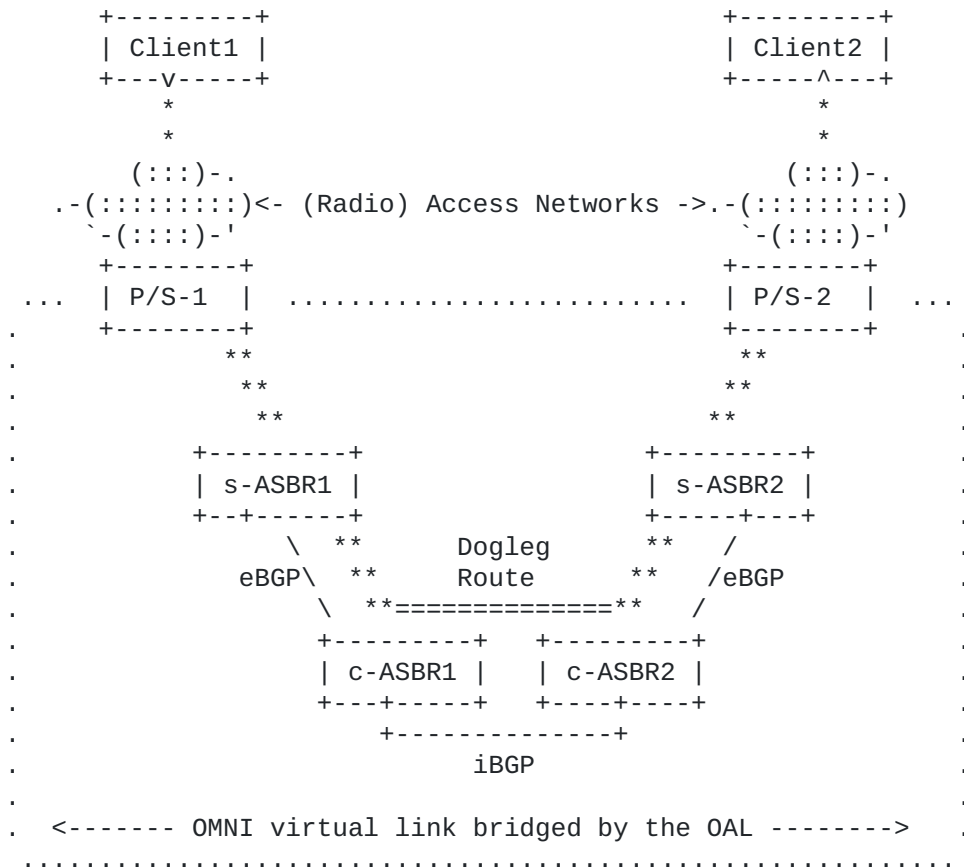 Client1 Client2
<- (Radio) Access Networks ->
P/S-1 P/S-2
s-ASBR1 s-ASBR2
Dogleg
eBGP Route eBGP
c-ASBR1 c-ASBR2
iBGP
<------- OMNI virtual link bridged by the OAL -------->